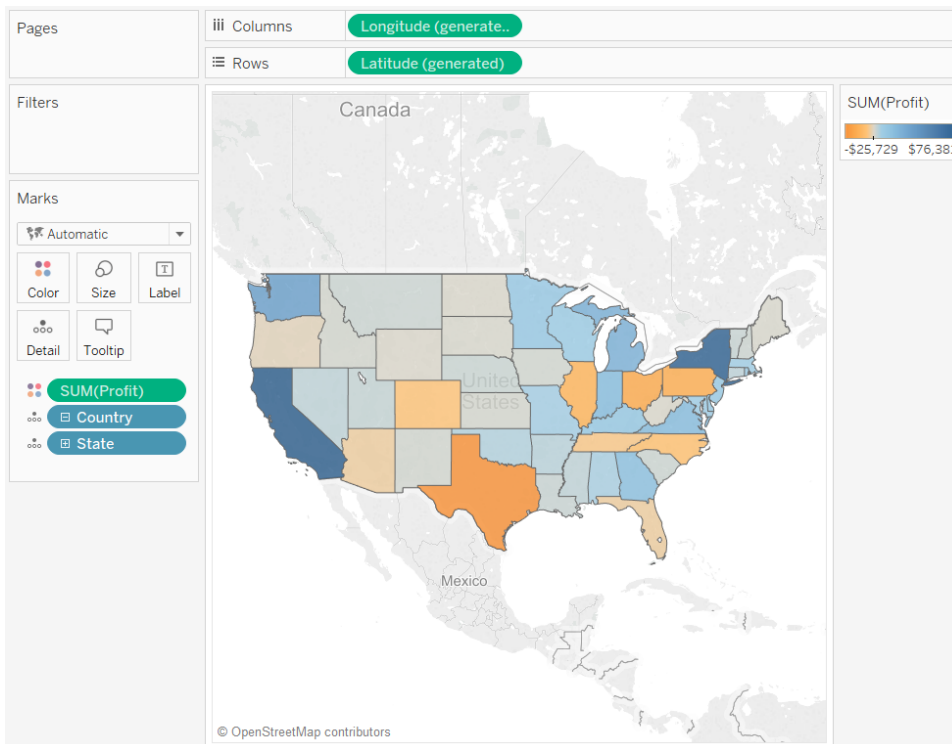 Pages
Columns
Longitude (generate..
Rows
Latitude (generated)
Filters
Canada
SUM(Profit)
-$25,729 $76,38
Marks
Automatic
Color
Size
Label
Detail
Tooltip
SUM(Profit)
Country
State
United
States
Mexico
© OpenStreetMap contributors